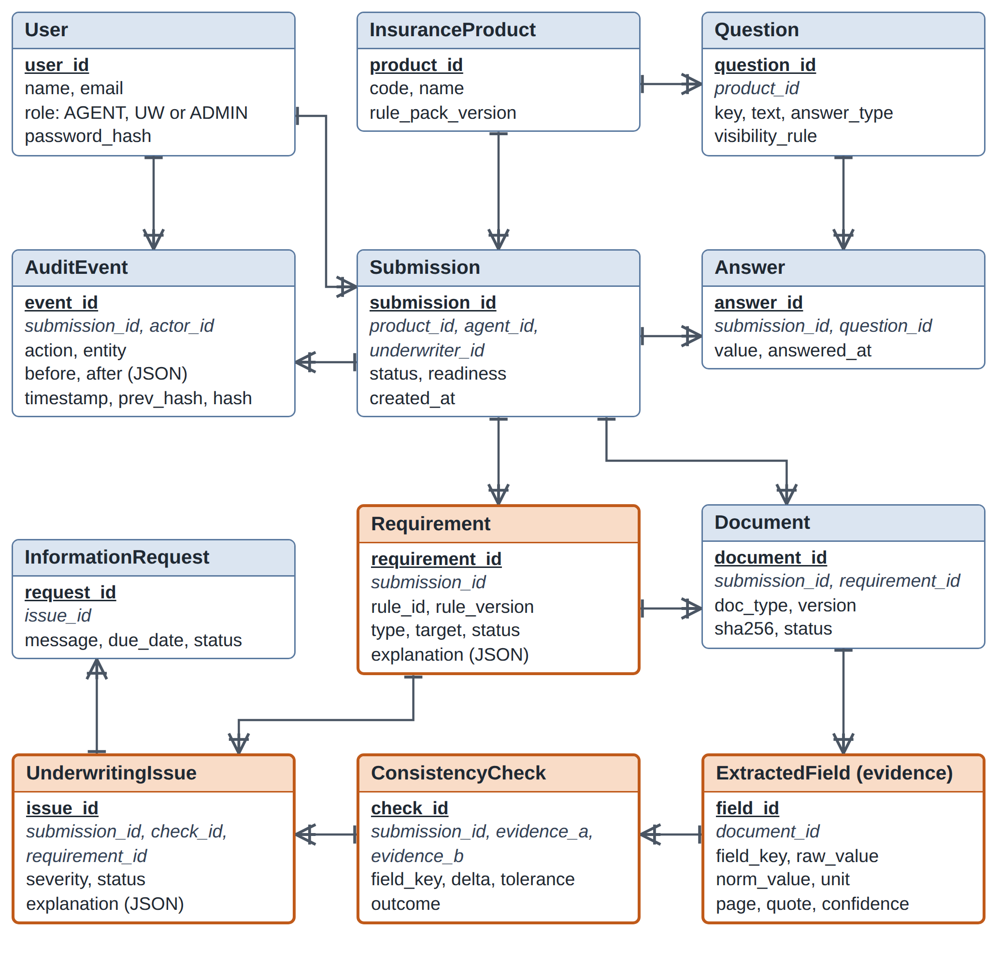 User
user_id
name, email
role: AGENT, UW or ADMIN
password_hash
InsuranceProduct
product_id
code, name
rule_pack_version
Question
question_id
product_id
key, text, answer_type
visibility_rule
AuditEvent
event_id
submission_id, actor_id
action, entity
before, after (JSON)
timestamp, prev_hash, hash
Submission
submission_id
product_id, agent_id,
underwriter_id
status, readiness
created_at
Answer
answer_id
submission_id, question_id
value, answered_at
InformationRequest
request_id
issue_id
message, due_date, status
Requirement
requirement_id
submission_id
rule_id, rule_version
type, target, status
explanation (JSON)
Document
document_id
submission_id, requirement_id
doc_type, version
sha256, status
UnderwritingIssue
issue_id
submission_id, check_id,
requirement_id
severity, status
explanation (JSON)
ConsistencyCheck
check_id
submission_id, evidence_a,
evidence_b
field_key, delta, tolerance
outcome
ExtractedField (evidence)
field_id
document_id
field_key, raw_value
norm_value, unit
page, quote, confidence